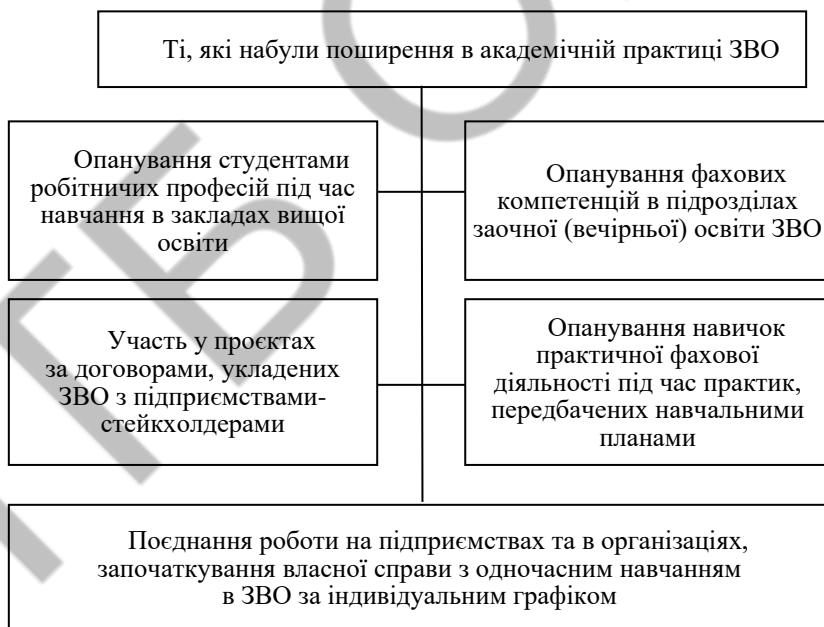 Ті, які набули поширення в академічній практиці ЗВО
Опанування студентами
робітничих професій під час
навчання в закладах вищої
освіти
Опанування фахових
компетенцій в підрозділах
заочної (вечірньої) освіти ЗВО
Участь у проєктах
за договорами, укладених
ЗВО з підприємствами-
стейкхолдерами
Опанування навичок
практичної фахової
діяльності під час практик,
передбачених навчальними
планами
Поєднання роботи на підприємствах та в організаціях,
започаткування власної справи з одночасним навчанням
в ЗВО за індивідуальним графіком